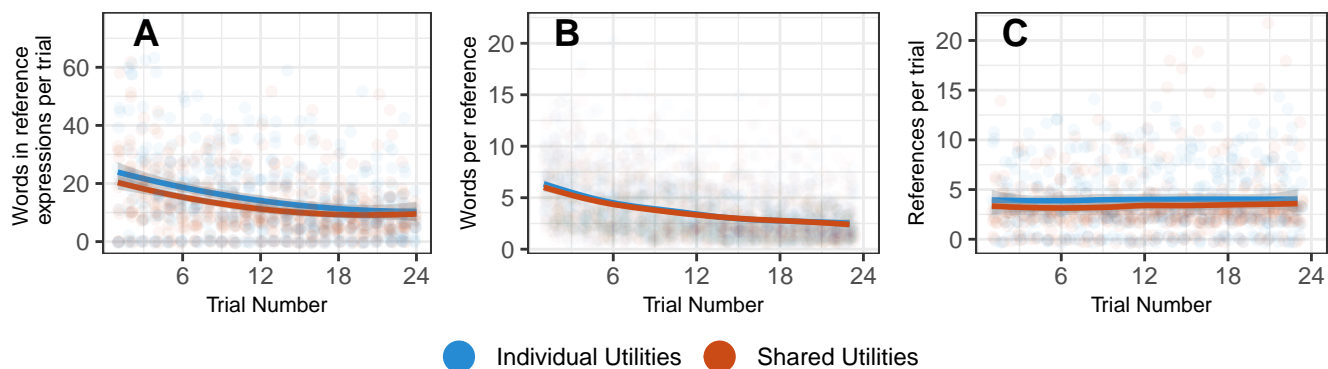 A
Words in reference
expressions per trial
60
40
20
0
6 12 18 24
Trial Number
B
Words per reference
20
15
10
5
0
6 12 18 24
Trial Number
C
References per trial
20
15
10
5
0
6 12 18 24
Trial Number
Individual Utilities Shared Utilities